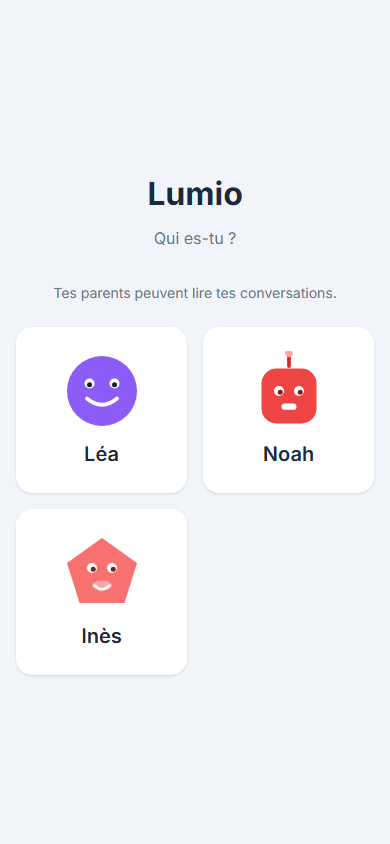 Lumio
Qui es-tu ?
Tes parents peuvent lire tes conversations.
Léa
Noah
Inès